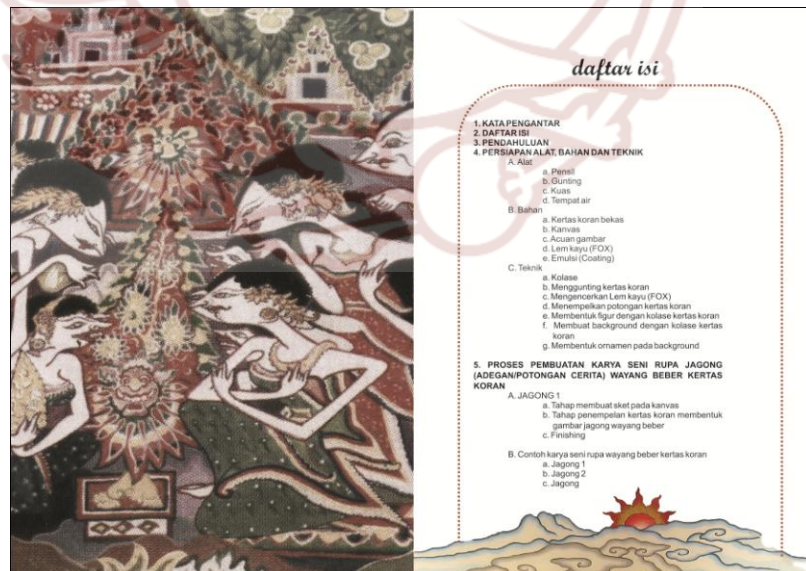 daftar isi
1. KATA PENGANTAR
2. DAFTAR ISI
3. PENDAHULUAN
4. PERSIAPAN ALAT, BAHAN DAN TEKNIK
A. Alat
a. Pensil
b. Gunting
c. Kuas
d. Tempat air
B. Bahan
a. Kertas koran bekas
b. Kanvas
c. Acuan gambar
d. Lem kayu (FOX)
e. Emulsi (Coating)
C. Teknik
a. Kolase
b. Menggunting kertas koran
c. Mengencerkan Lem kayu (FOX)
d. Menempelkan potongan kertas koran
e. Membentuk figur dengan kolase kertas koran
f. Membuat background dengan kolase kertas
koran
g. Membentuk ornamen pada background
5. PROSES PEMBUATAN KARYA SENI RUPA JAGONG
(ADEGAN/POTONGAN CERITA) WAYANG BEBER KERTAS
KORAN
A. JAGONG 1
a. Tahap membuat sket pada kanvas
b. Tahap penempelan kertas koran membentuk
gambar jagong wayang beber
c. Finishing
B. Contoh karya seni rupa wayang beber kertas koran
a. Jagong 1
b. Jagong 2
c. Jagong